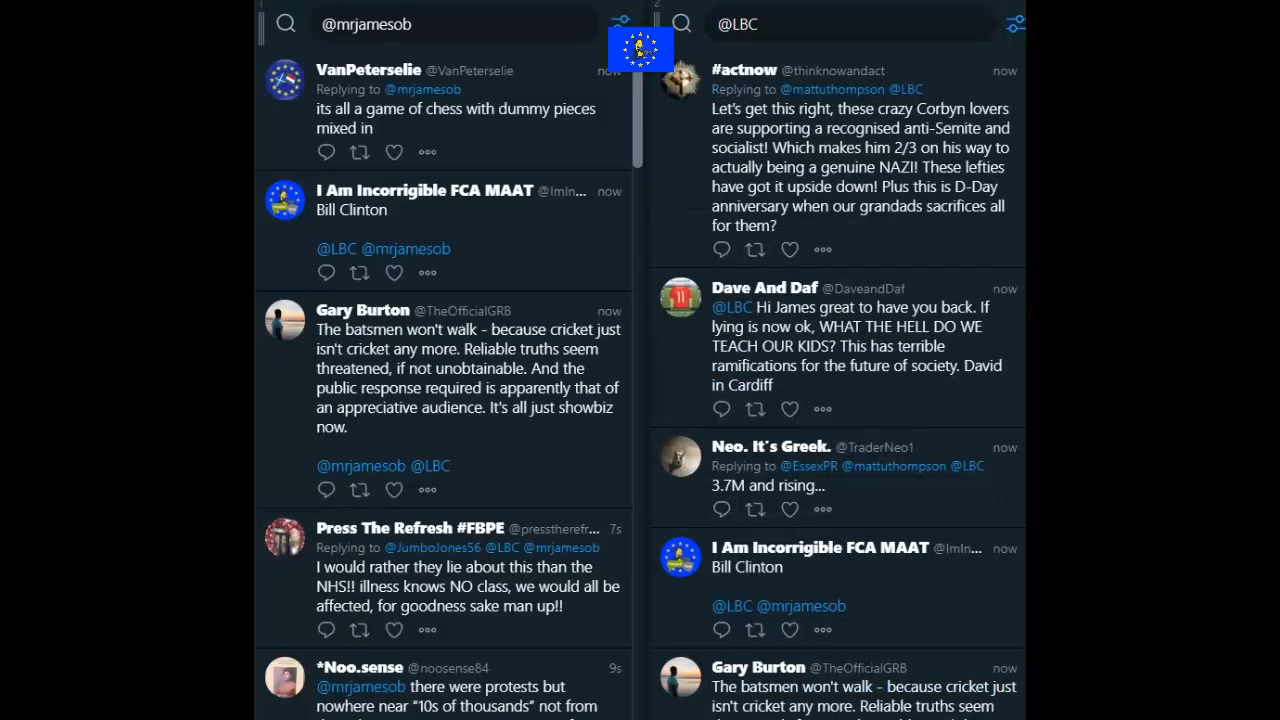 1
@mrjamesob
VanPeterselie @VanPeterselie now
Replying to @mrjamesob
its all a game of chess with dummy pieces
mixed in
I Am Incorrigible FCA MAAT @ImIn... now
Bill Clinton
@LBC @mrjamesob
Gary Burton @TheOfficialGRB now
The batsmen won't walk - because cricket just
isn't cricket any more. Reliable truths seem
threatened, if not unobtainable. And the
public response required is apparently that of
an appreciative audience. It's all just showbiz
now.
@mrjamesob @LBC
Press The Refresh #FBPE @presstherefr... 7s
Replying to @JumboJones56 @LBC @mrjamesob
I would rather they lie about this than the
NHS!! illness knows NO class, we would all be
affected, for goodness sake man up!!
*Noo.sense @noosense84 9s
@mrjamesob there were protests but
nowhere near "10s of thousands" not from
2
@LBC
#actnow @thinknowandact now
Replying to @mattuthompson @LBC
Let's get this right, these crazy Corbyn lovers
are supporting a recognised anti-Semite and
socialist! Which makes him 2/3 on his way to
actually being a genuine NAZI! These lefties
have got it upside down! Plus this is D-Day
anniversary when our grandads sacrifices all
for them?
Dave And Daf @DaveandDaf now
@LBC Hi James great to have you back. If
lying is now ok, WHAT THE HELL DO WE
TEACH OUR KIDS? This has terrible
ramifications for the future of society. David
in Cardiff
Neo. It's Greek. @TraderNeo1 now
Replying to @EssexPR @mattuthompson @LBC
3.7M and rising...
I Am Incorrigible FCA MAAT @ImIn... now
Bill Clinton
@LBC @mrjamesob
Gary Burton @TheOfficialGRB now
The batsmen won't walk - because cricket just
isn't cricket any more. Reliable truths seem